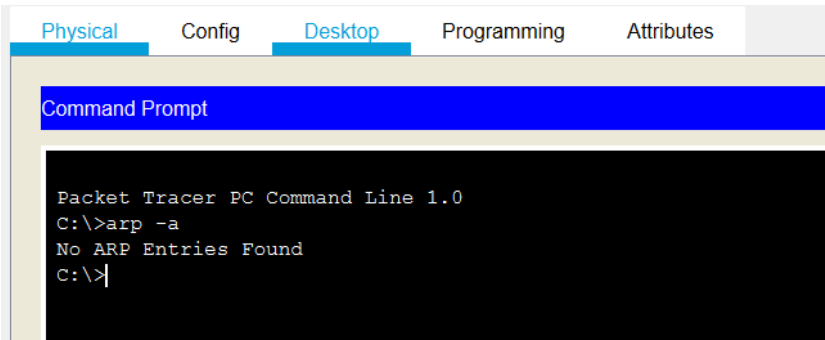 Physical Config Desktop Programming Attributes
Command Prompt
Packet Tracer PC Command Line 1.0
C:\>arp -a
No ARP Entries Found
C:\>